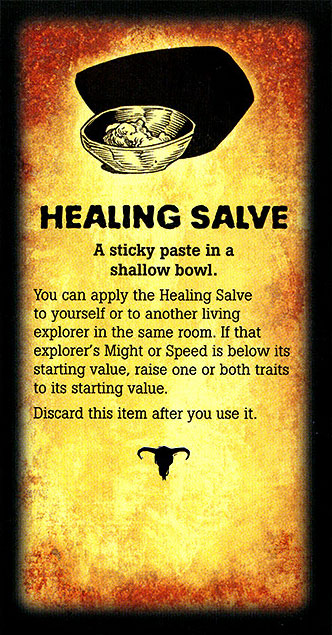 HEALING SALVE
A sticky paste in a
shallow bowl.
You can apply the Healing Salve
to yourself or to another living
explorer in the same room. If that
explorer's Might or Speed is below its
starting value, raise one or both traits
to its starting value.
Discard this item after you use it.